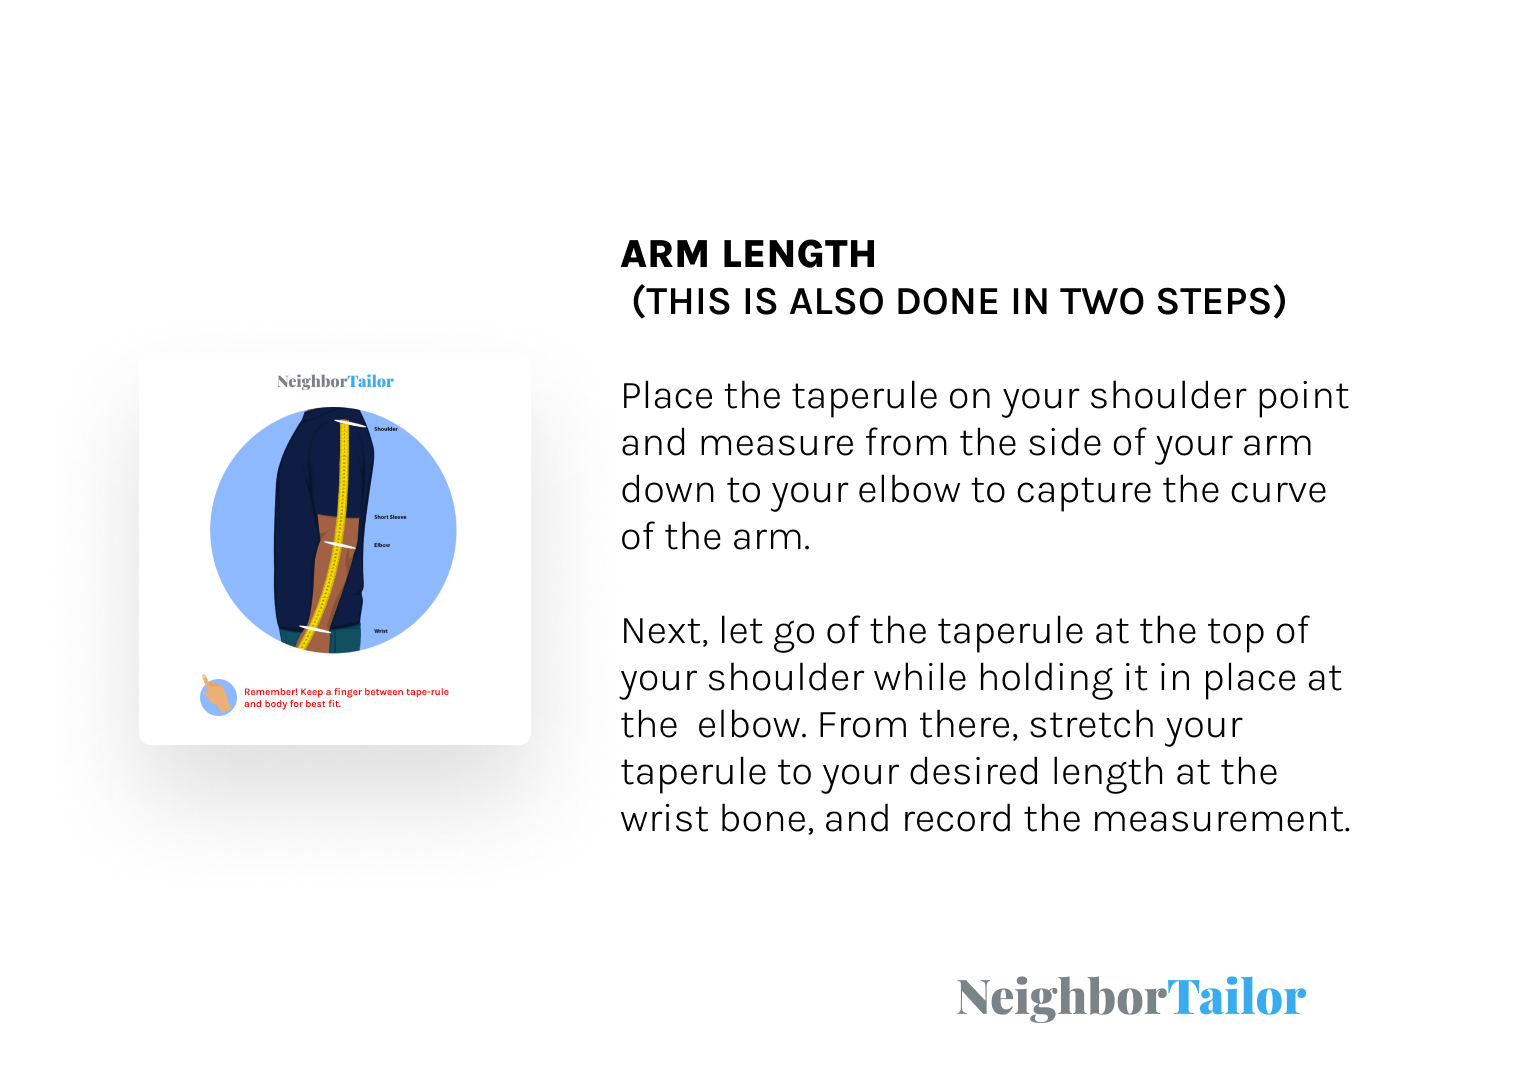 ARM LENGTH
(THIS IS ALSO DONE IN TWO STEPS)
Place the taperule on your shoulder point
and measure from the side of your arm
down to your elbow to capture the curve
of the arm.
Next, let go of the taperule at the top of
your shoulder while holding it in place at
the  elbow. From there, stretch your
taperule to your desired length at the
wrist bone, and record the measurement.
NeighborTailor
Shoulder
Short Sleeve
Elbow
Wrist
Remember! Keep a finger between tape-rule
and body for best fit.
NeighborTailor